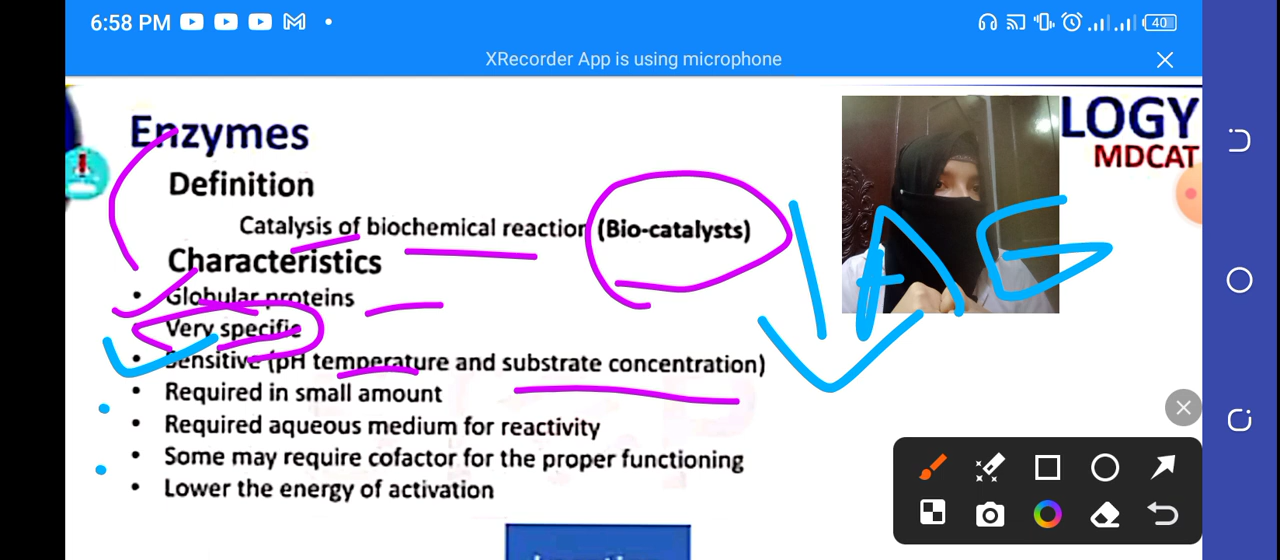 6:58 PM
40
XRecorder App is using microphone
Enzymes
LOGY
MDCAT
Definition
Catalysis of biochemical reaction (Bio-catalysts)
Characteristics
• Globular proteins
• Very specific
• Sensitive (pH temperature and substrate concentration)
• Required in small amount
• Required aqueous medium for reactivity
• Some may require cofactor for the proper functioning
• Lower the energy of activation